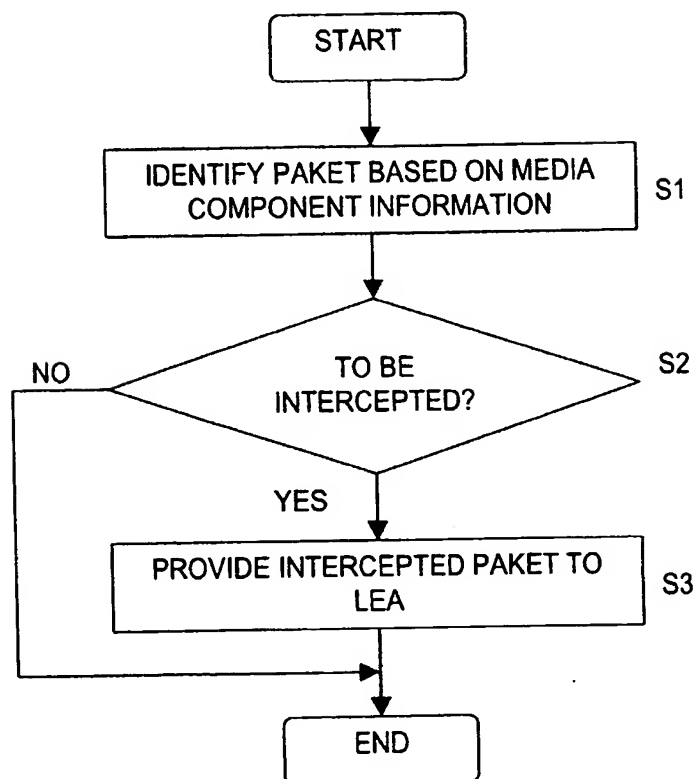 START
IDENTIFY PAKET BASED ON MEDIA
COMPONENT INFORMATION
S1
TO BE
INTERCEPTED?
S2
NO
YES
PROVIDE INTERCEPTED PAKET TO
LEA
S3
END